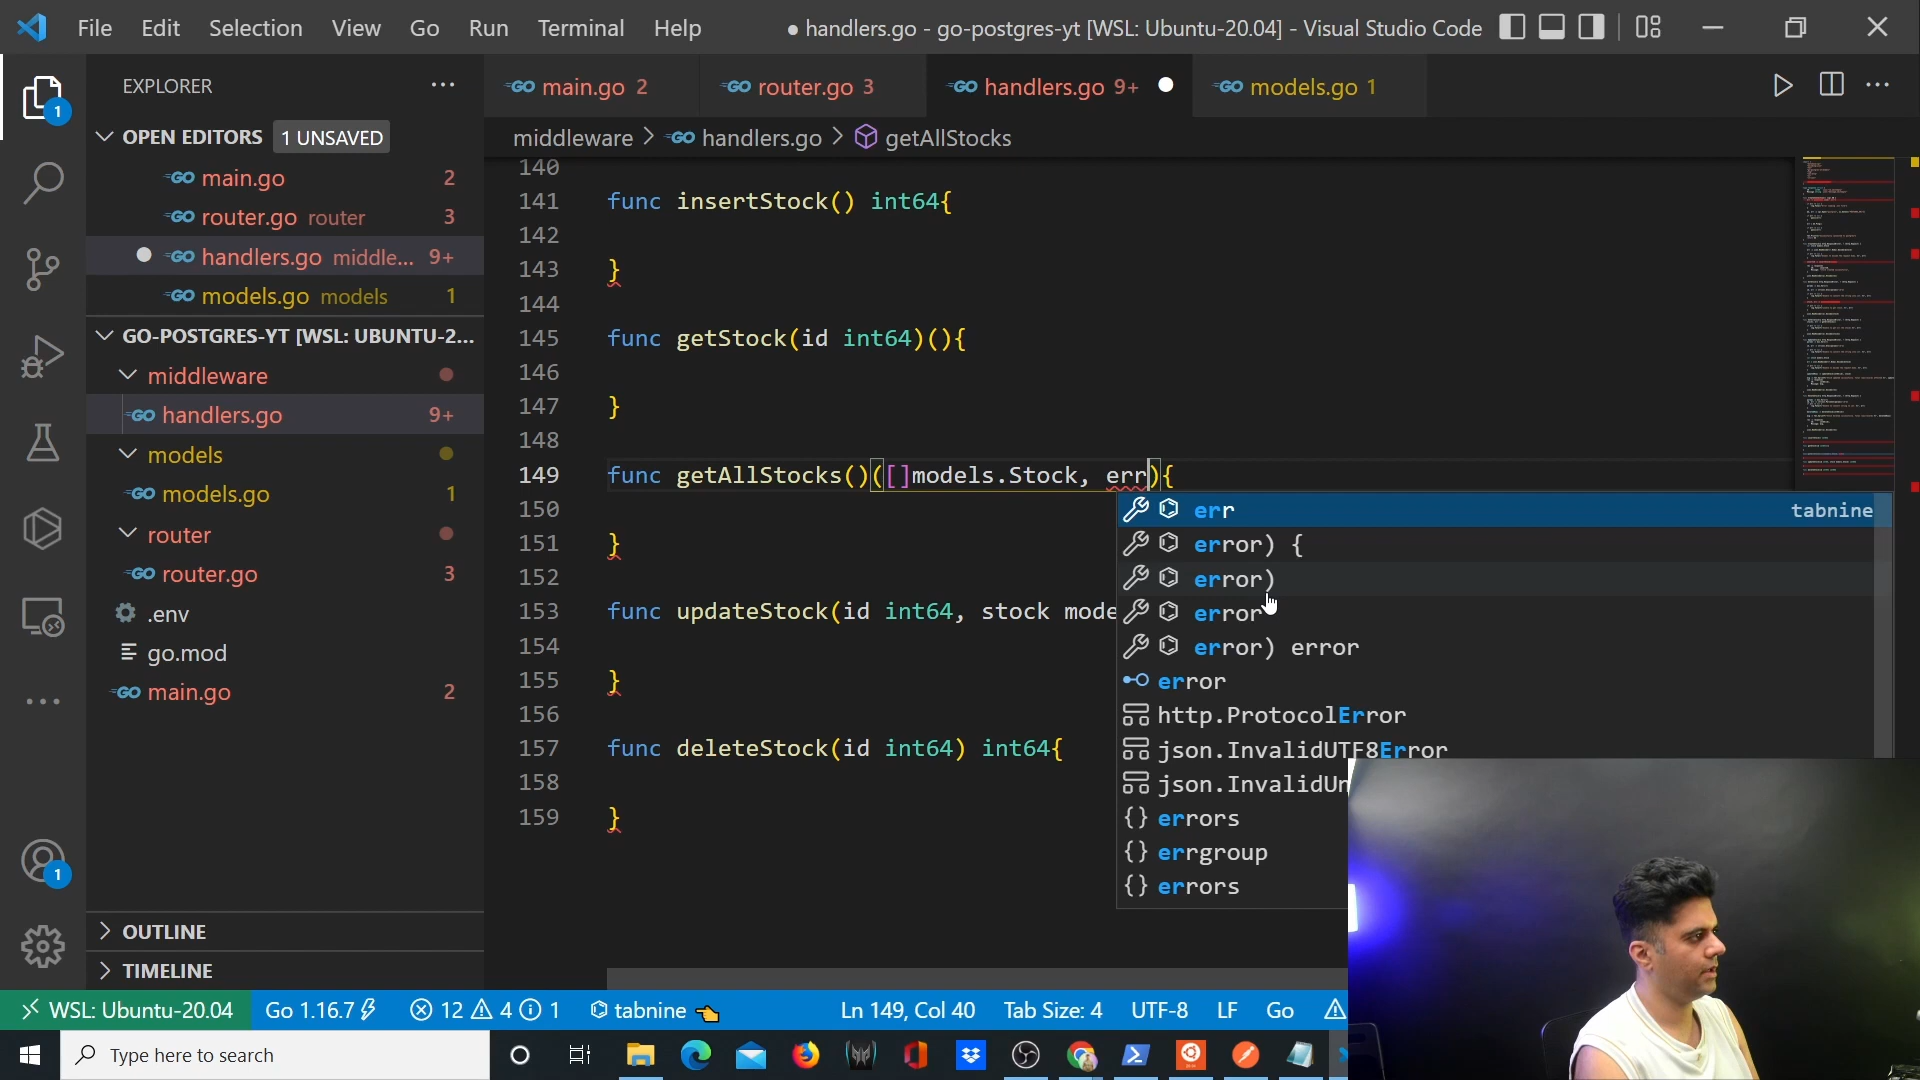 File Edit Selection View Go Run Terminal Help ● handlers.go - go-postgres-yt [WSL: Ubuntu-20.04] - Visual Studio Code
EXPLORER ···
OPEN EDITORS 1 UNSAVED
main.go 2
router.go router 3
handlers.go middle... 9+
models.go models 1
GO-POSTGRES-YT [WSL: UBUNTU-2...
middleware
handlers.go 9+
models
models.go 1
router
router.go 3
.env
go.mod
main.go 2
OUTLINE
TIMELINE
1
1
main.go 2 router.go 3 handlers.go 9+ models.go 1
middleware > handlers.go > getAllStocks
140
141 func insertStock() int64{
142
143 }
144
145 func getStock(id int64)(){
146
147 }
148
149 func getAllStocks()([]models.Stock, err){
150
151 }
152
153 func updateStock(id int64, stock mode
154
155 }
156
157 func deleteStock(id int64) int64{
158
159 }
err tabnine
error) {
error)
error
error) error
error
http.ProtocolError
json.InvalidUTF8Error
json.InvalidUn
errors
errgroup
errors
WSL: Ubuntu-20.04 Go 1.16.7 12 4 1 tabnine Ln 149, Col 40 Tab Size: 4 UTF-8 LF Go
Type here to search